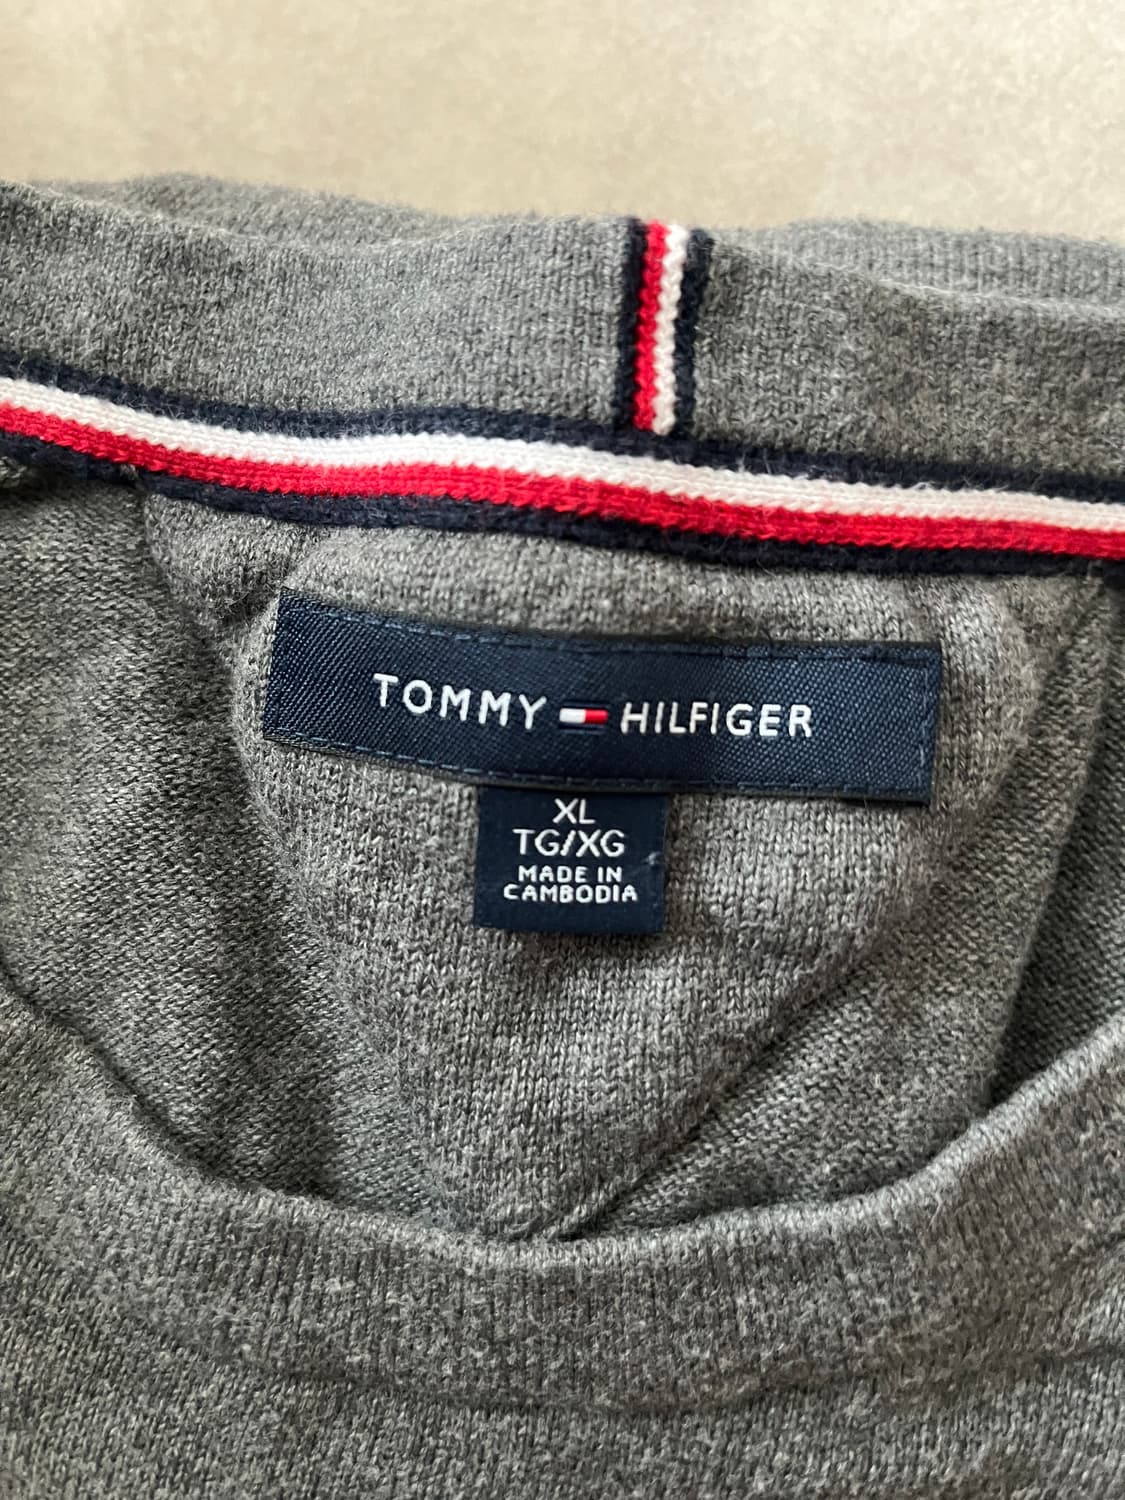 TOMMY HILFIGER
XL
TG/XG
MADE IN
CAMBODIA